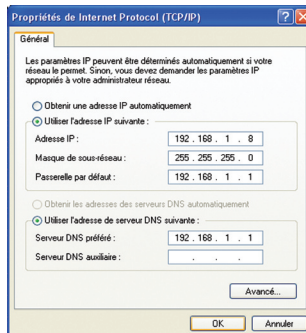 Propriétés de Internet Protocol (TCP/IP)
Général
Les paramètres IP peuvent être déterminés automatiquement si votre
réseau le permet. Sinon, vous devez demander les paramètres IP
appropriés à votre administrateur réseau.
Obtenir une adresse IP automatiquement
Utiliser l'adresse IP suivante :
Adresse IP : 192 . 168 . 1 . 8
Masque de sous-réseau : 255 . 255 . 255 . 0
Passerelle par défaut : 192 . 168 . 1 . 1
Obtenir les adresses des serveurs DNS automatiquement
Utiliser l'adresse de serveur DNS suivante :
Serveur DNS préféré : 192 . 168 . 1 . 1
Serveur DNS auxiliaire : . . .
Avancé...
OK Annuler